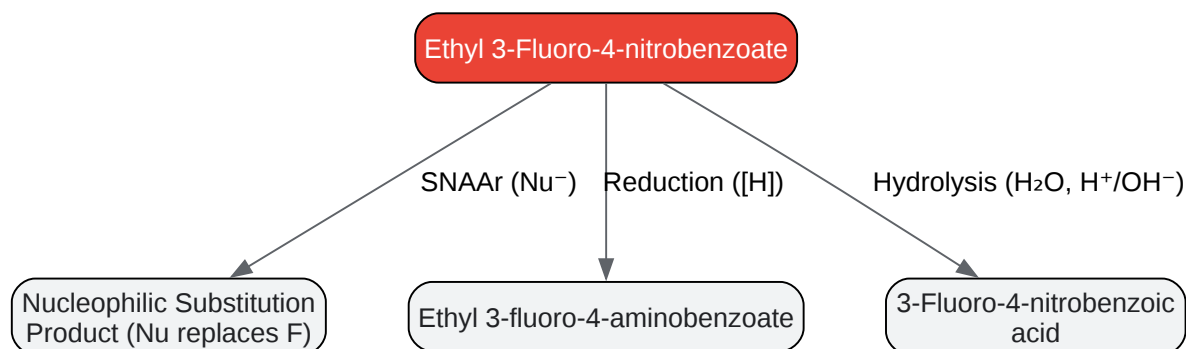 Ethyl 3-Fluoro-4-nitrobenzoate
SNAAr (Nu⁻)
Reduction ([H])
Hydrolysis (H₂O, H⁺/OH⁻)
Nucleophilic Substitution
Product (Nu replaces F)
Ethyl 3-fluoro-4-aminobenzoate
3-Fluoro-4-nitrobenzoic
acid